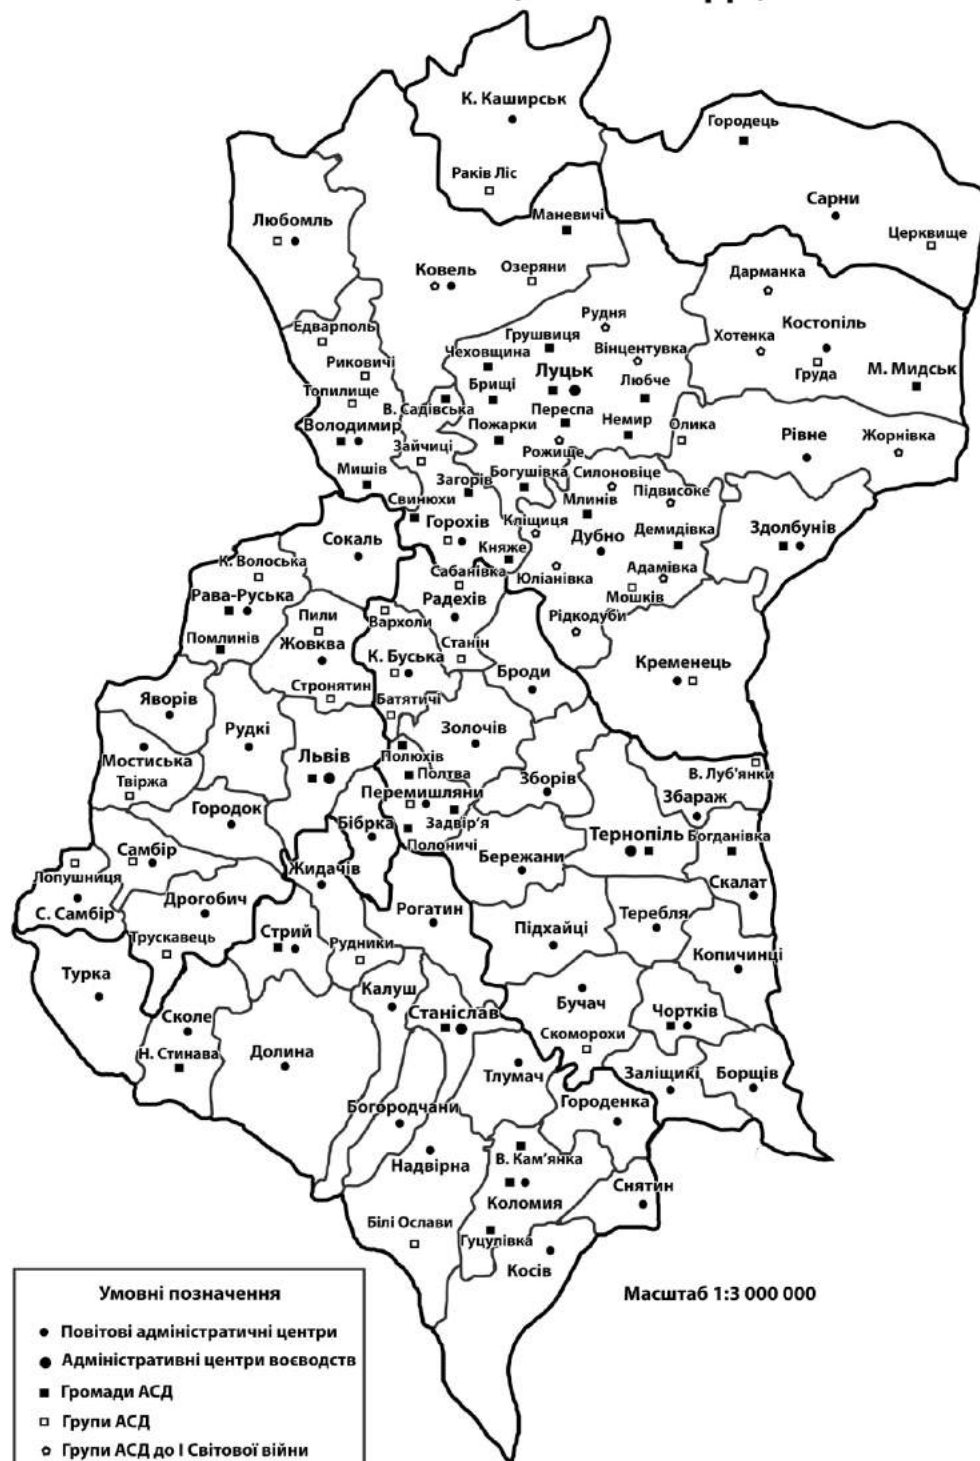 К. Каширськ
Городець
Раків Ліс
Сарни
Маневичі
Любомль
Церквище
Ковель
Озеряни
Дарманка
Рудня
Едварполь
Грушвиця
Хотенка
Костопіль
Чеховщина
Вінцентувка
Риковичі
Луцьк
Груда
М. Мидськ
Брищі
Любче
Топилище
В. Садівська
Переспа
Володимир
Пожарки
Немир
Олика
Рівне
Жорнівка
Зайчиці
Рожище
Мишів
Загорів
Богушівка
Силоновіце
Підвисоке
Свинюхи
Млинів
Горохів
Кліщиця
Демидівка
Здолбунів
Сокаль
Дубно
Княже
К. Волоська
Сабанівка
Юліанівка
Адамівка
Рава-Руська
Радехів
Мошків
Пили
Вархоли
Рідкодуби
Помлинів
Жовква
Станін
К. Буська
Броди
Кременець
Стронятин
Яворів
Батятичі
Рудкі
Золочів
Мостиська
Львів
Полюхів
Полтва
Зборів
В. Луб'янки
Твіржа
Перемишляни
Збараж
Городок
Бібрка
Задвір'я
Тернопіль
Богданівка
Самбір
Полоничі
Бережани
Лопушниця
Жидачів
Скалат
С. Самбір
Дрогобич
Рогатин
Теребля
Трускавець
Стрий
Рудники
Підхайці
Копичинці
Турка
Калуш
Бучач
Чортків
Сколе
Станіслав
Скоморохи
Н. Стинава
Долина
Тлумач
Заліщикі
Борщів
Богородчани
Городенка
Надвірна
В. Кам'янка
Снятин
Коломия
Білі Ослави
Гуцулівка
Косів
Масштаб 1:3 000 000
Умовні позначення
Повітові адміністратичні центри
Адміністративні центри воєводств
Громади АСД
Групи АСД
Групи АСД до І Світової війни